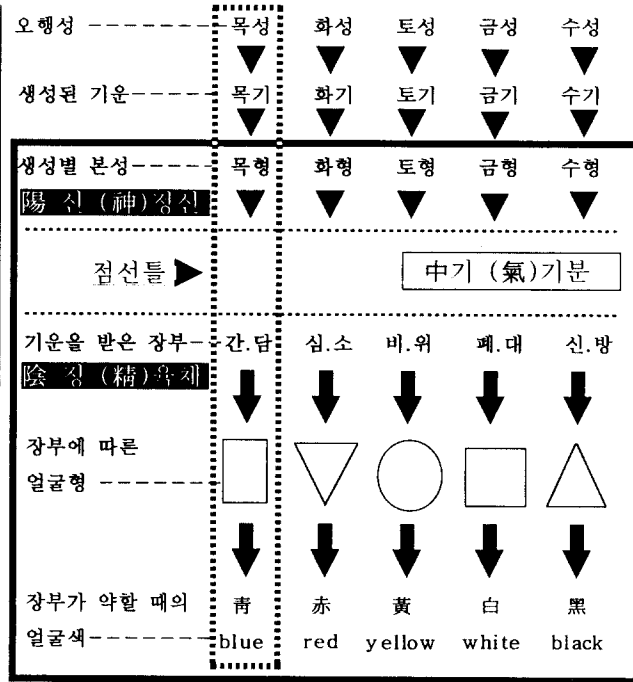 오행성------목성 화성 토성 금성 수성
생성된 기운------목기 화기 토기 금기 수기
생성별 본성-----목형 화형 토형 금형 수형
陽 신 (神)정신
점선틀 中기 (氣)기분
기운을 받은 장부--간.담 심.소 비.위 폐.대 신.방
陰 정 (精)육체
장부에 따른
얼굴형-------
장부가 약할 때의 靑 赤 黃 白 黑
얼굴색-------- blue red yellow white black